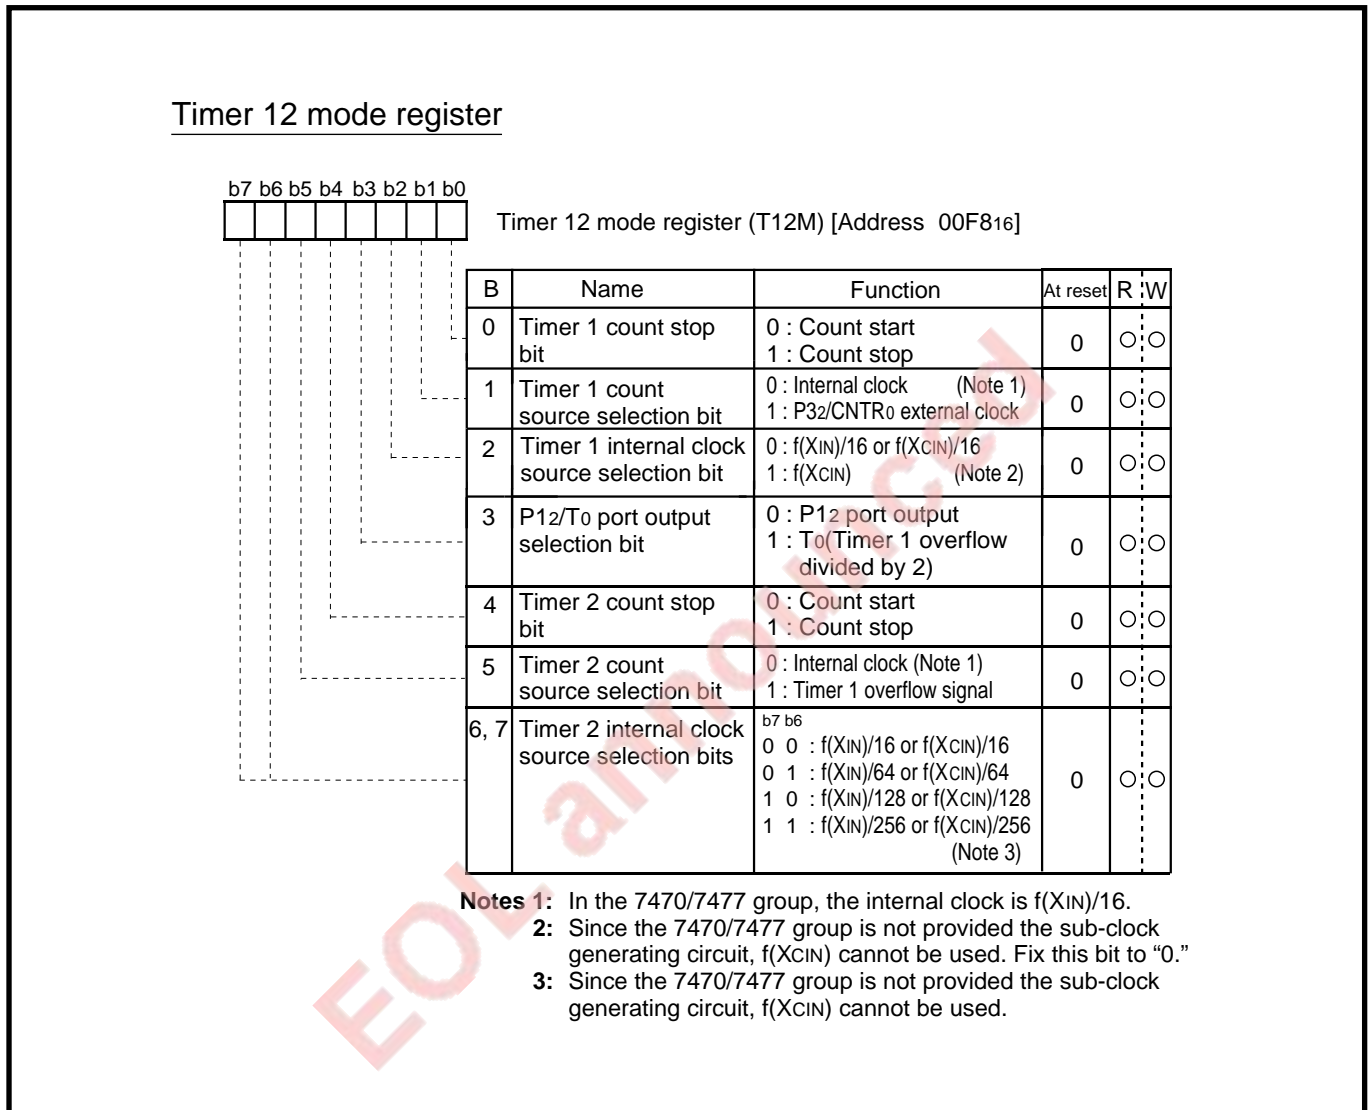 Timer 12 mode register
b7 b6 b5 b4 b3 b2 b1 b0
Timer 12 mode register (T12M) [Address 00F816]
B Name Function At reset R W
0 Timer 1 count stop bit 0 : Count start 1 : Count stop 0 ○ ○
1 Timer 1 count source selection bit 0 : Internal clock (Note 1) 1 : P32/CNTR0 external clock 0 ○ ○
2 Timer 1 internal clock source selection bit 0 : f(XIN)/16 or f(XCIN)/16 1 : f(XCIN) (Note 2) 0 ○ ○
3 P12/T0 port output selection bit 0 : P12 port output 1 : T0(Timer 1 overflow divided by 2) 0 ○ ○
4 Timer 2 count stop bit 0 : Count start 1 : Count stop 0 ○ ○
5 Timer 2 count source selection bit 0 : Internal clock (Note 1) 1 : Timer 1 overflow signal 0 ○ ○
6, 7 Timer 2 internal clock source selection bits b7 b6 0 0 : f(XIN)/16 or f(XCIN)/16 0 1 : f(XIN)/64 or f(XCIN)/64 1 0 : f(XIN)/128 or f(XCIN)/128 1 1 : f(XIN)/256 or f(XCIN)/256 (Note 3) 0 ○ ○
Notes 1: In the 7470/7477 group, the internal clock is f(XIN)/16.
2: Since the 7470/7477 group is not provided the sub-clock
generating circuit, f(XCIN) cannot be used. Fix this bit to “0.”
3: Since the 7470/7477 group is not provided the sub-clock
generating circuit, f(XCIN) cannot be used.
EOL announced